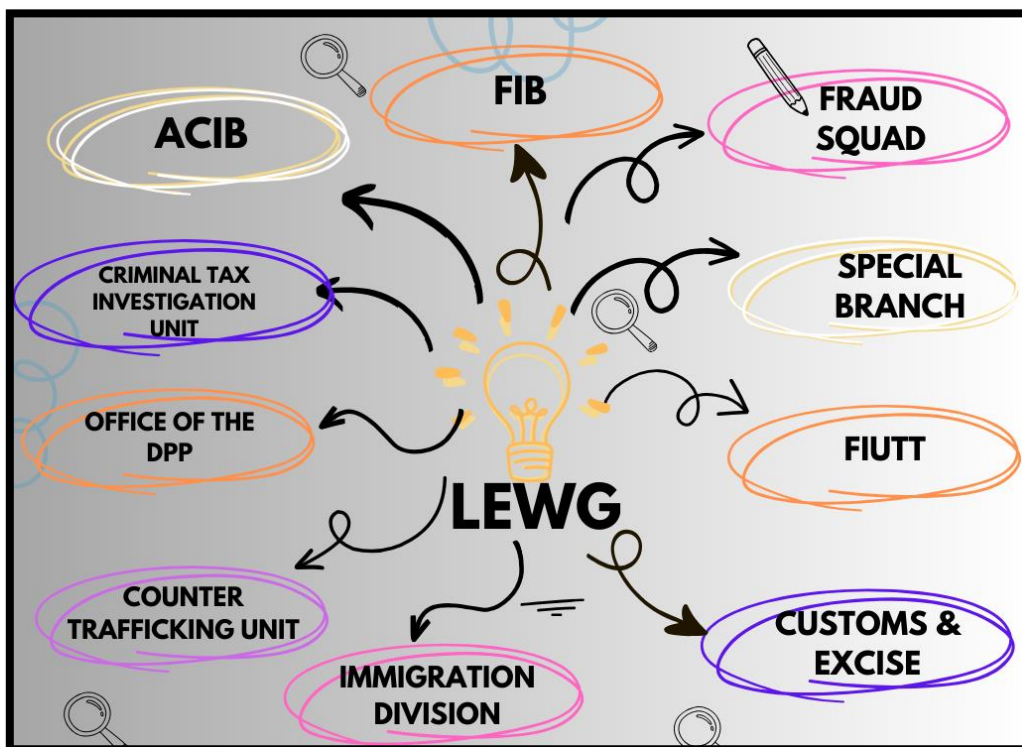 FIB
FRAUD
SQUAD
ACIB
SPECIAL
BRANCH
CRIMINAL TAX
INVESTIGATION
UNIT
OFFICE OF THE
DPP
FIUTT
LEWG
COUNTER
TRAFFICKING UNIT
CUSTOMS &
EXCISE
IMMIGRATION
DIVISION